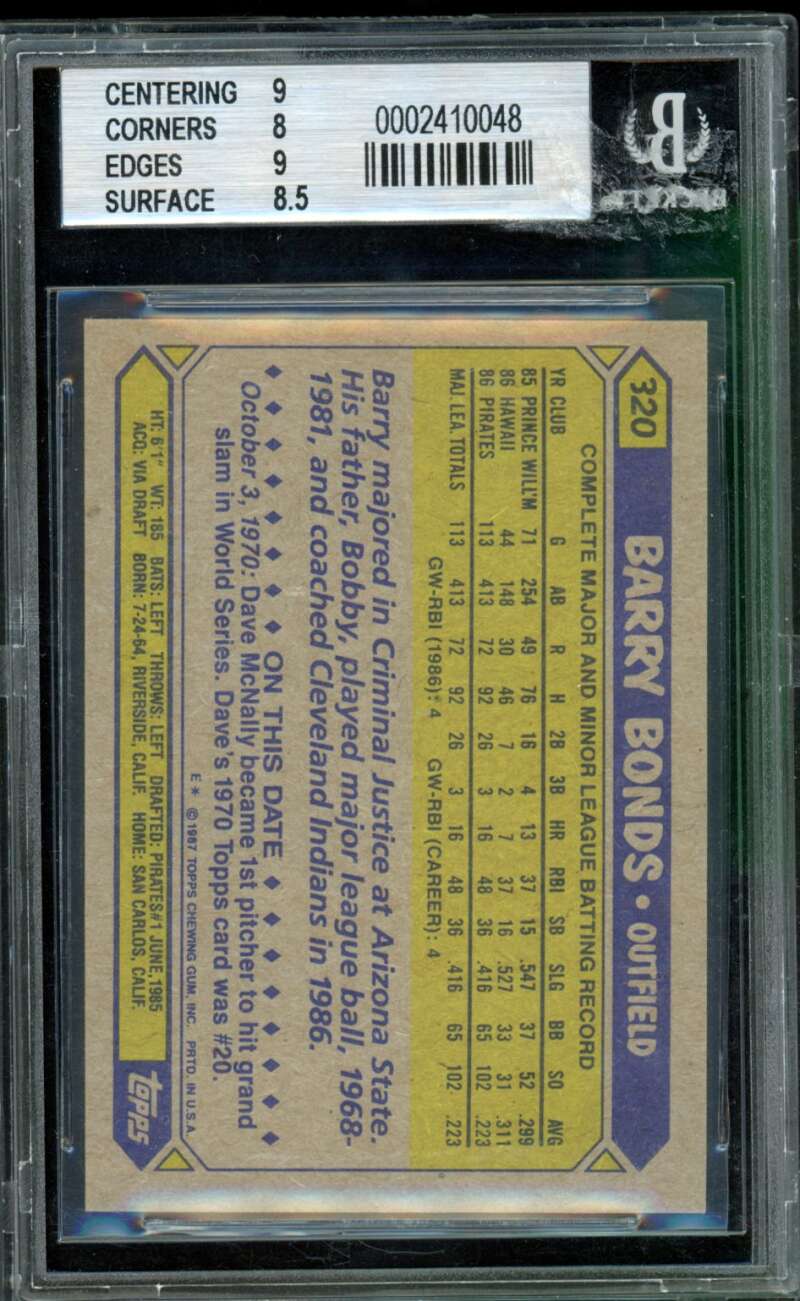 CENTERING 9
CORNERS 8
EDGES 9
SURFACE 8.5
0002410048
320 BARRY BONDS • OUTFIELD
COMPLETE MAJOR AND MINOR LEAGUE BATTING RECORD
YR CLUB G AB R H 2B 3B HR RBI SB SLG BB SO AVG
85 PRINCE WILL'M 71 254 49 76 16 4 13 37 15 .547 37 52 .299
86 HAWAII 44 148 30 46 7 2 7 37 16 .527 33 31 .311
86 PIRATES 113 413 72 92 26 3 16 48 36 .416 65 102 .223
MAJ LEA. TOTALS 113 413 72 92 26 3 16 48 36 .416 65 102 .223
GW-RBI (1986): 4 GW-RBI (CAREER): 4
Barry majored in Criminal Justice at Arizona State.
His father, Bobby, played major league ball, 1968-
1981, and coached Cleveland Indians in 1986.
♦ ♦ ♦ ♦ ♦ ♦ ON THIS DATE ♦ ♦ ♦ ♦ ♦ ♦
October 3, 1970: Dave McNally became 1st pitcher to hit grand
slam in World Series. Dave's 1970 Topps card was #20.
E* © 1987 TOPPS CHEWING GUM, INC. PRTD. IN U.S.A.
HT: 6'1" WT: 185 BATS: LEFT THROWS: LEFT DRAFTED: PIRATES#1 JUNE, 1985
ACQ: VIA DRAFT BORN: 7-24-64, RIVERSIDE, CALIF. HOME: SAN CARLOS, CALIF.
topps